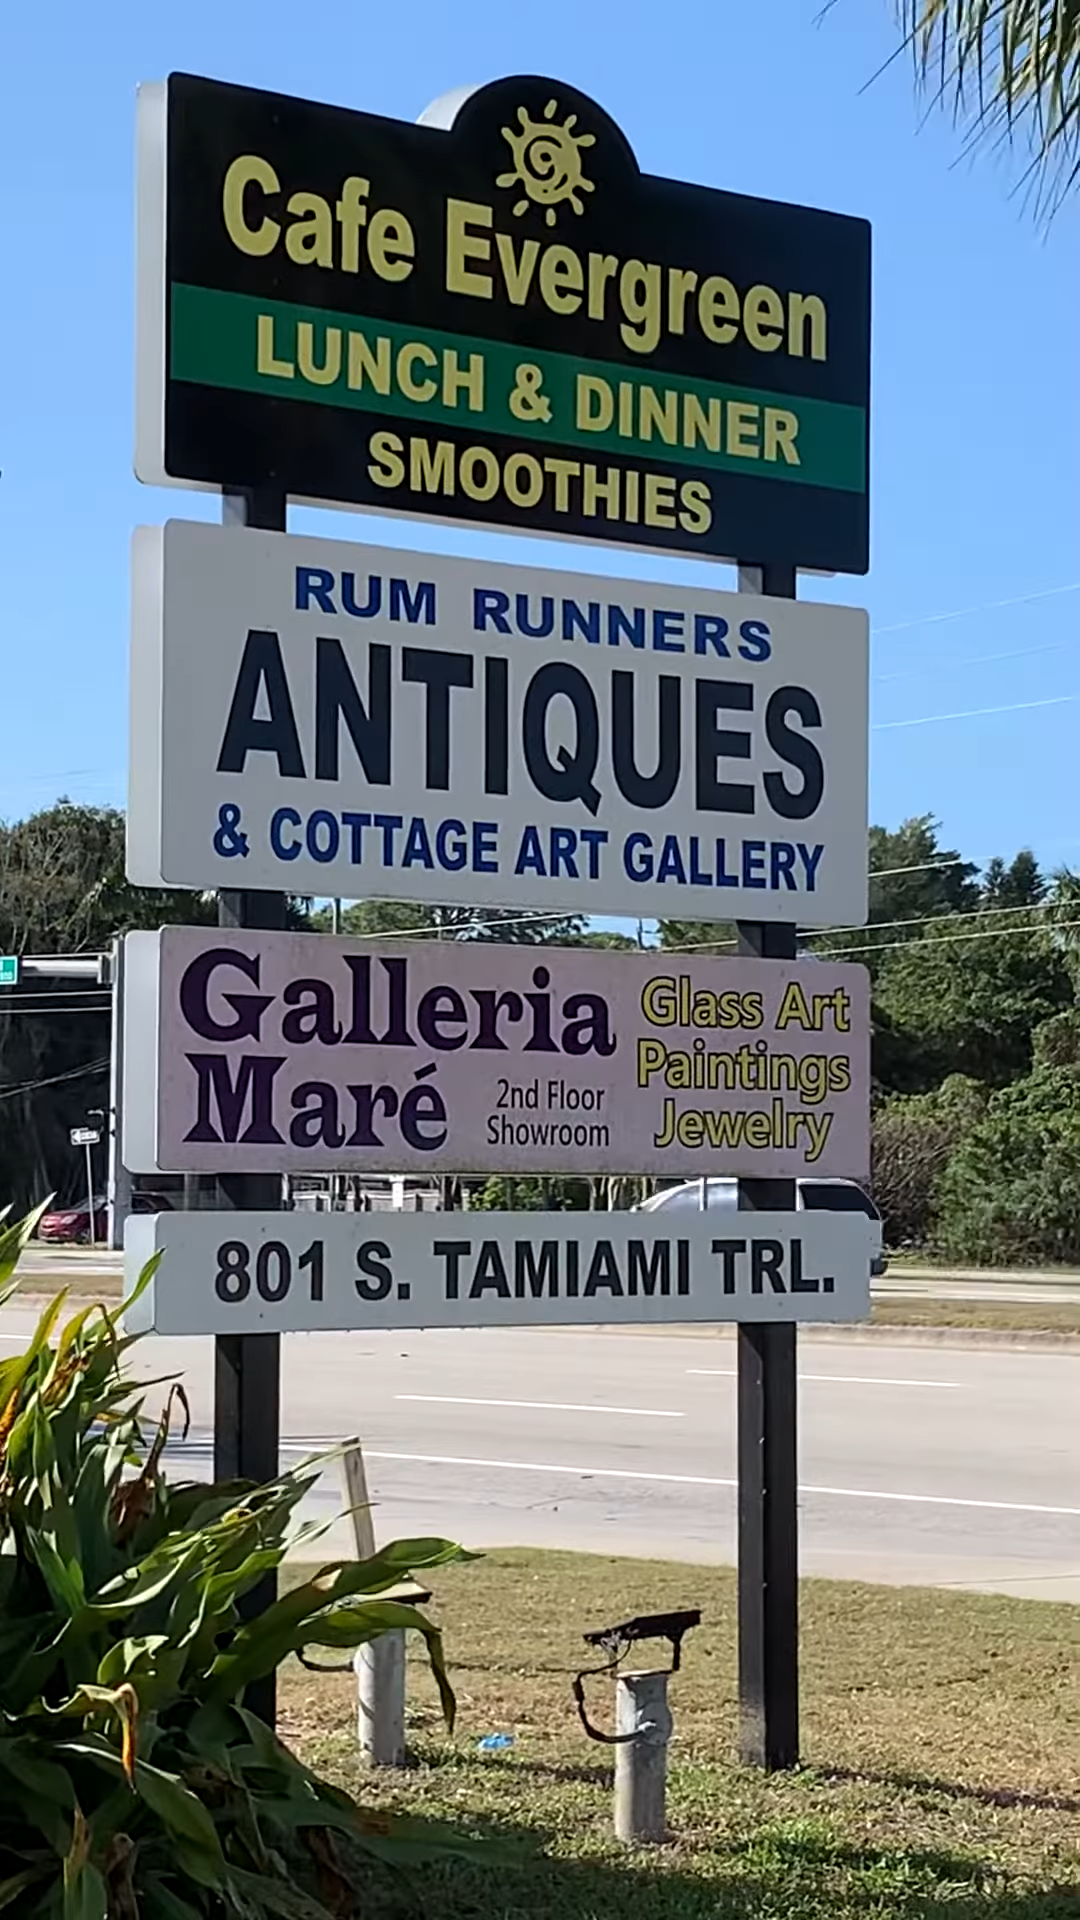 Cafe Evergreen
LUNCH & DINNER
SMOOTHIES
RUM RUNNERS
ANTIQUES
& COTTAGE ART GALLERY
Galleria
Maré
2nd Floor
Showroom
Glass Art
Paintings
Jewelry
801 S. TAMIAMI TRL.